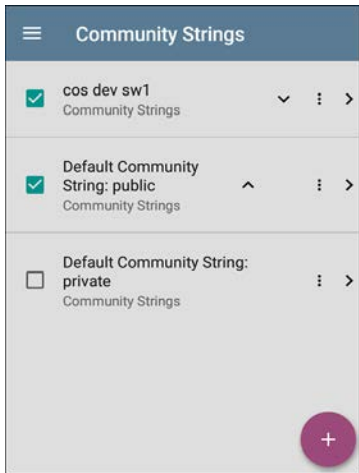 Community Strings
cos dev sw1
Community Strings
Default Community
String: public
Community Strings
Default Community String:
private
Community Strings